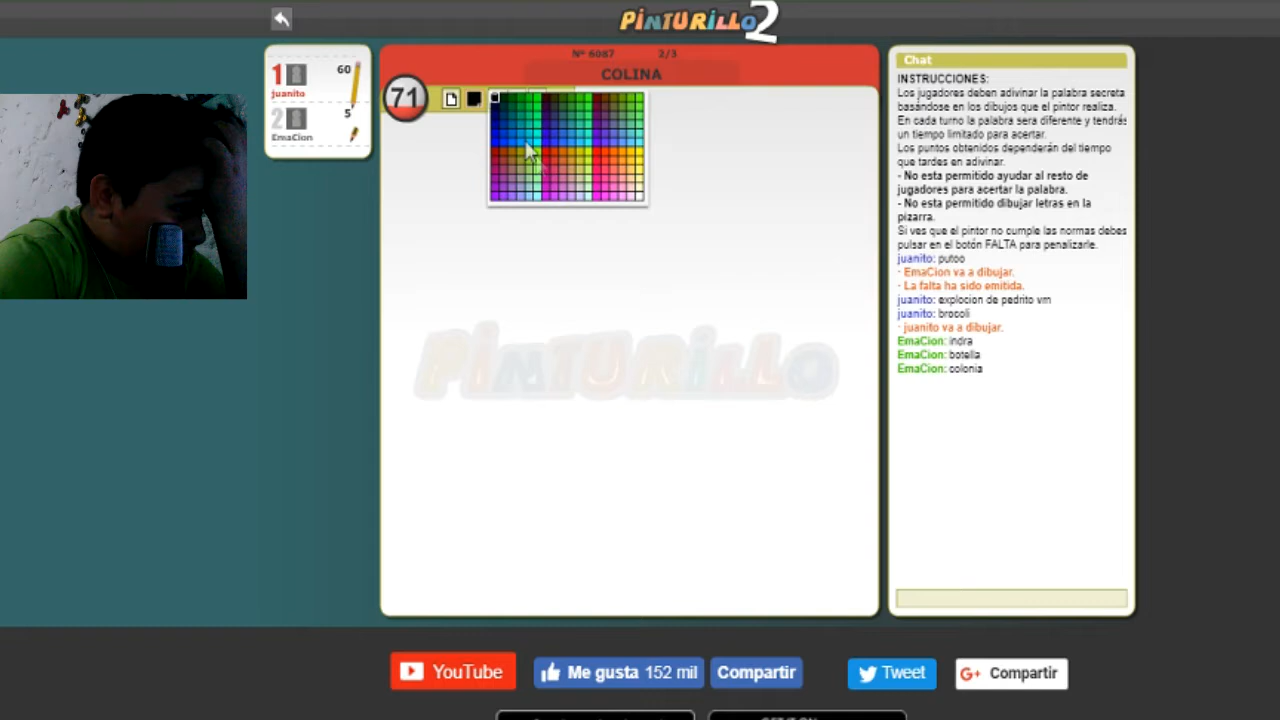 PINTURILLO 2
Nº 6087 2/3
COLINA
71
1 60
juanito
2 5
EmaCion
PINTURILLO
Chat
INSTRUCCIONES:
Los jugadores deben adivinar la palabra secreta
basándose en los dibujos que el pintor realiza.
En cada turno la palabra sera diferente y tendrás
un tiempo limitado para acertar.
Los puntos obtenidos dependerán del tiempo
que tardes en adivinar.
- No esta permitido ayudar al resto de
jugadores para acertar la palabra.
- No esta permitido dibujar letras en la
pizarra.
Si ves que el pintor no cumple las normas debes
pulsar en el botón FALTA para penalizarle.
juanito: putoo
· EmaCion va a dibujar.
· La falta ha sido emitida.
juanito: explocion de pedrito vm
juanito: brocoli
· juanito va a dibujar.
EmaCion: indra
EmaCion: botella
EmaCion: colonia
YouTube
Me gusta 152 mil
Compartir
Tweet
G+ Compartir